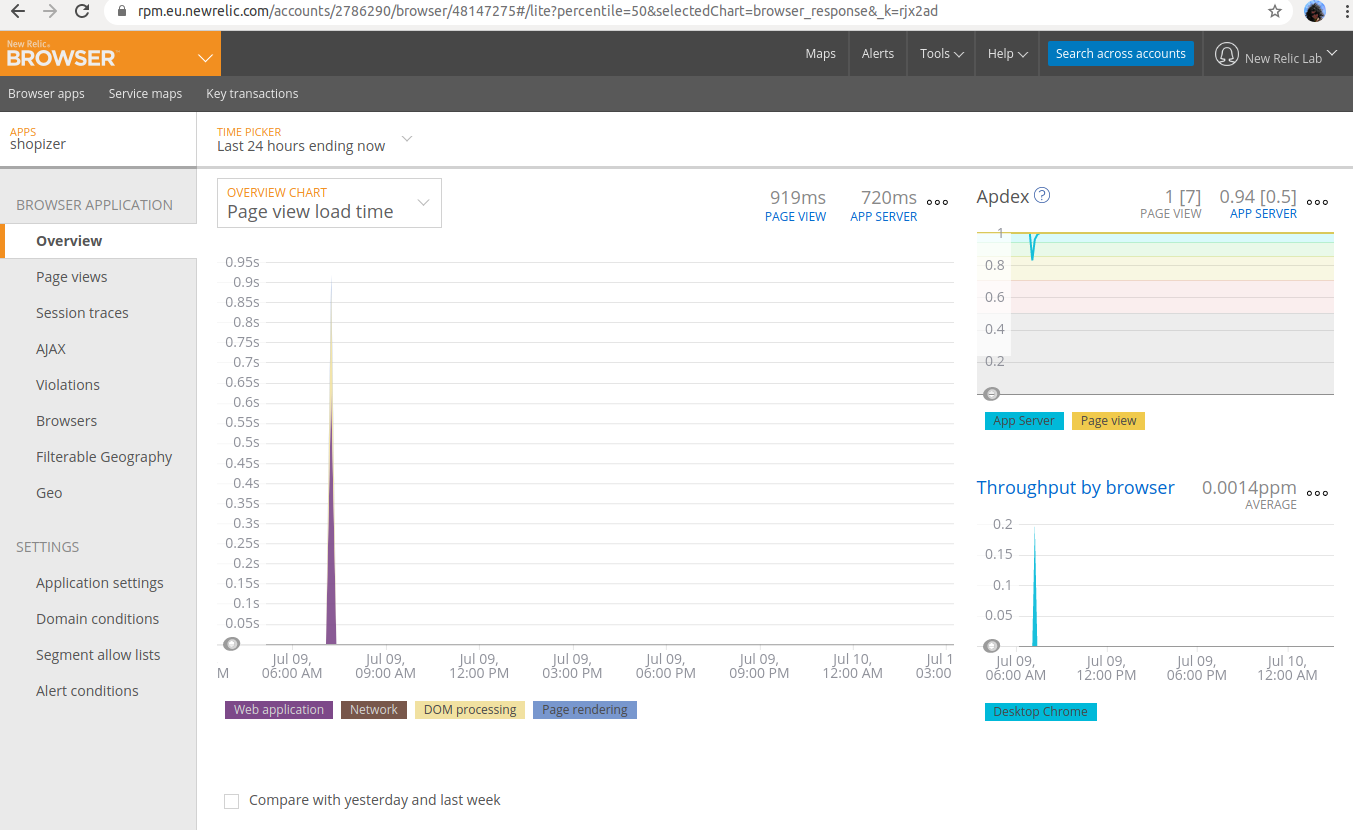 rpm.eu.newrelic.com/accounts/2786290/browser/48147275#/lite?percentile=50&selectedChart=browser_response&_k=rjx2ad
New Relic®
BROWSER™
Maps
Alerts
Tools
Help
Search across accounts
New Relic Lab
Browser apps
Service maps
Key transactions
APPS
shopizer
TIME PICKER
Last 24 hours ending now
BROWSER APPLICATION
Overview
Page views
Session traces
AJAX
Violations
Browsers
Filterable Geography
Geo
SETTINGS
Application settings
Domain conditions
Segment allow lists
Alert conditions
OVERVIEW CHART
Page view load time
919ms
PAGE VIEW
720ms
APP SERVER
0.95s
0.9s
0.85s
0.8s
0.75s
0.7s
0.65s
0.6s
0.55s
0.5s
0.45s
0.4s
0.35s
0.3s
0.25s
0.2s
0.15s
0.1s
0.05s
M
Jul 09,
06:00 AM
Jul 09,
09:00 AM
Jul 09,
12:00 PM
Jul 09,
03:00 PM
Jul 09,
06:00 PM
Jul 09,
09:00 PM
Jul 10,
12:00 AM
Jul 1
03:00
Web application
Network
DOM processing
Page rendering
Compare with yesterday and last week
Apdex ?
1 [7]
PAGE VIEW
0.94 [0.5]
APP SERVER
1
0.8
0.6
0.4
0.2
App Server
Page view
Throughput by browser
0.0014ppm
AVERAGE
0.2
0.15
0.1
0.05
Jul 09,
06:00 AM
Jul 09,
12:00 PM
Jul 09,
06:00 PM
Jul 10,
12:00 AM
Desktop Chrome